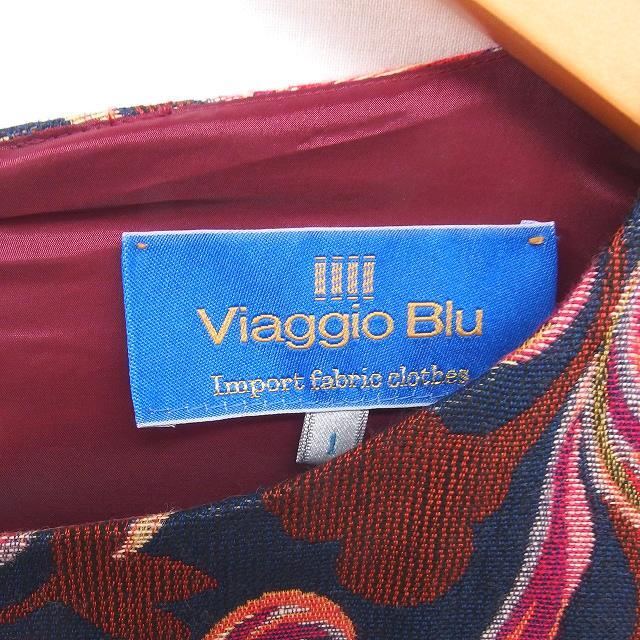 Viaggio Blu
Import fabric clothes
1